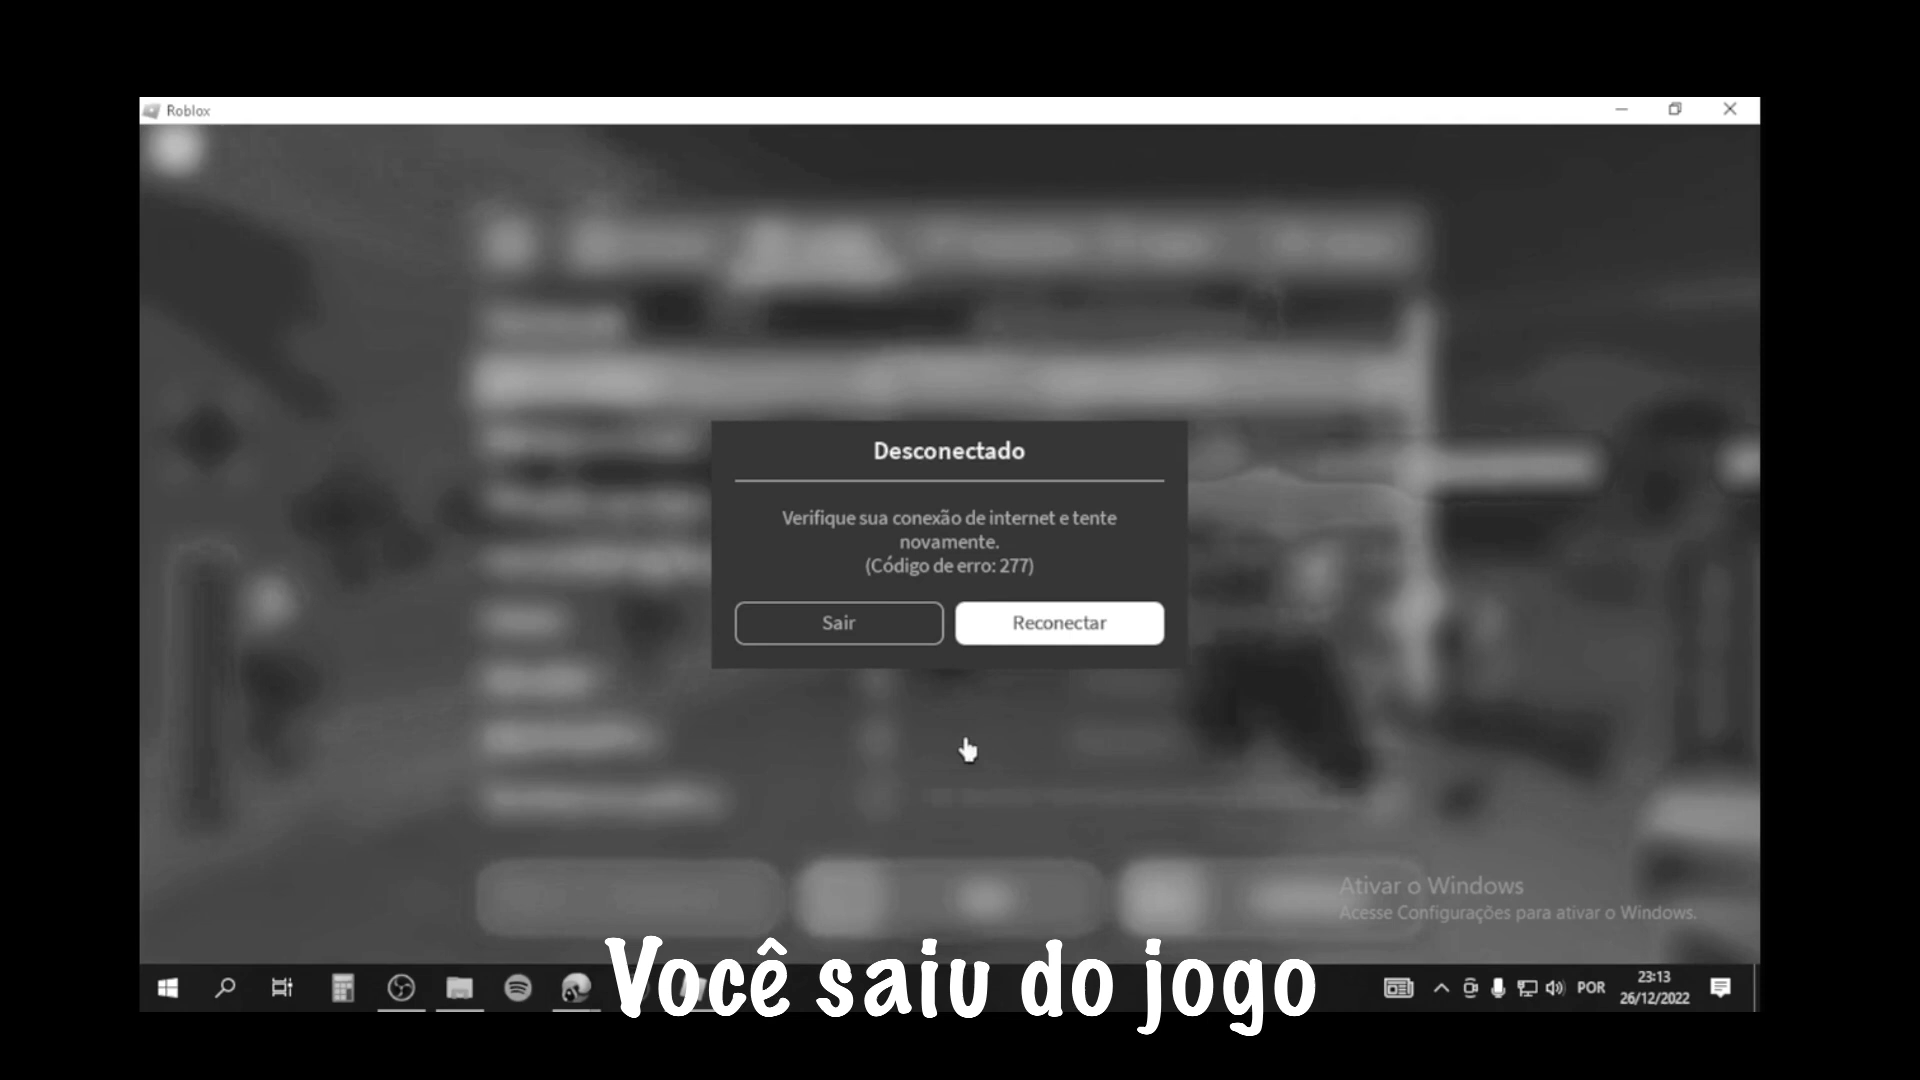 Roblox
Desconectado
Verifique sua conexão de internet e tente
novamente.
(Código de erro: 277)
Sair
Reconectar
Ativar o Windows
Acesse Configurações para ativar o Windows.
Você saiu do jogo
POR
23:13
26/12/2022